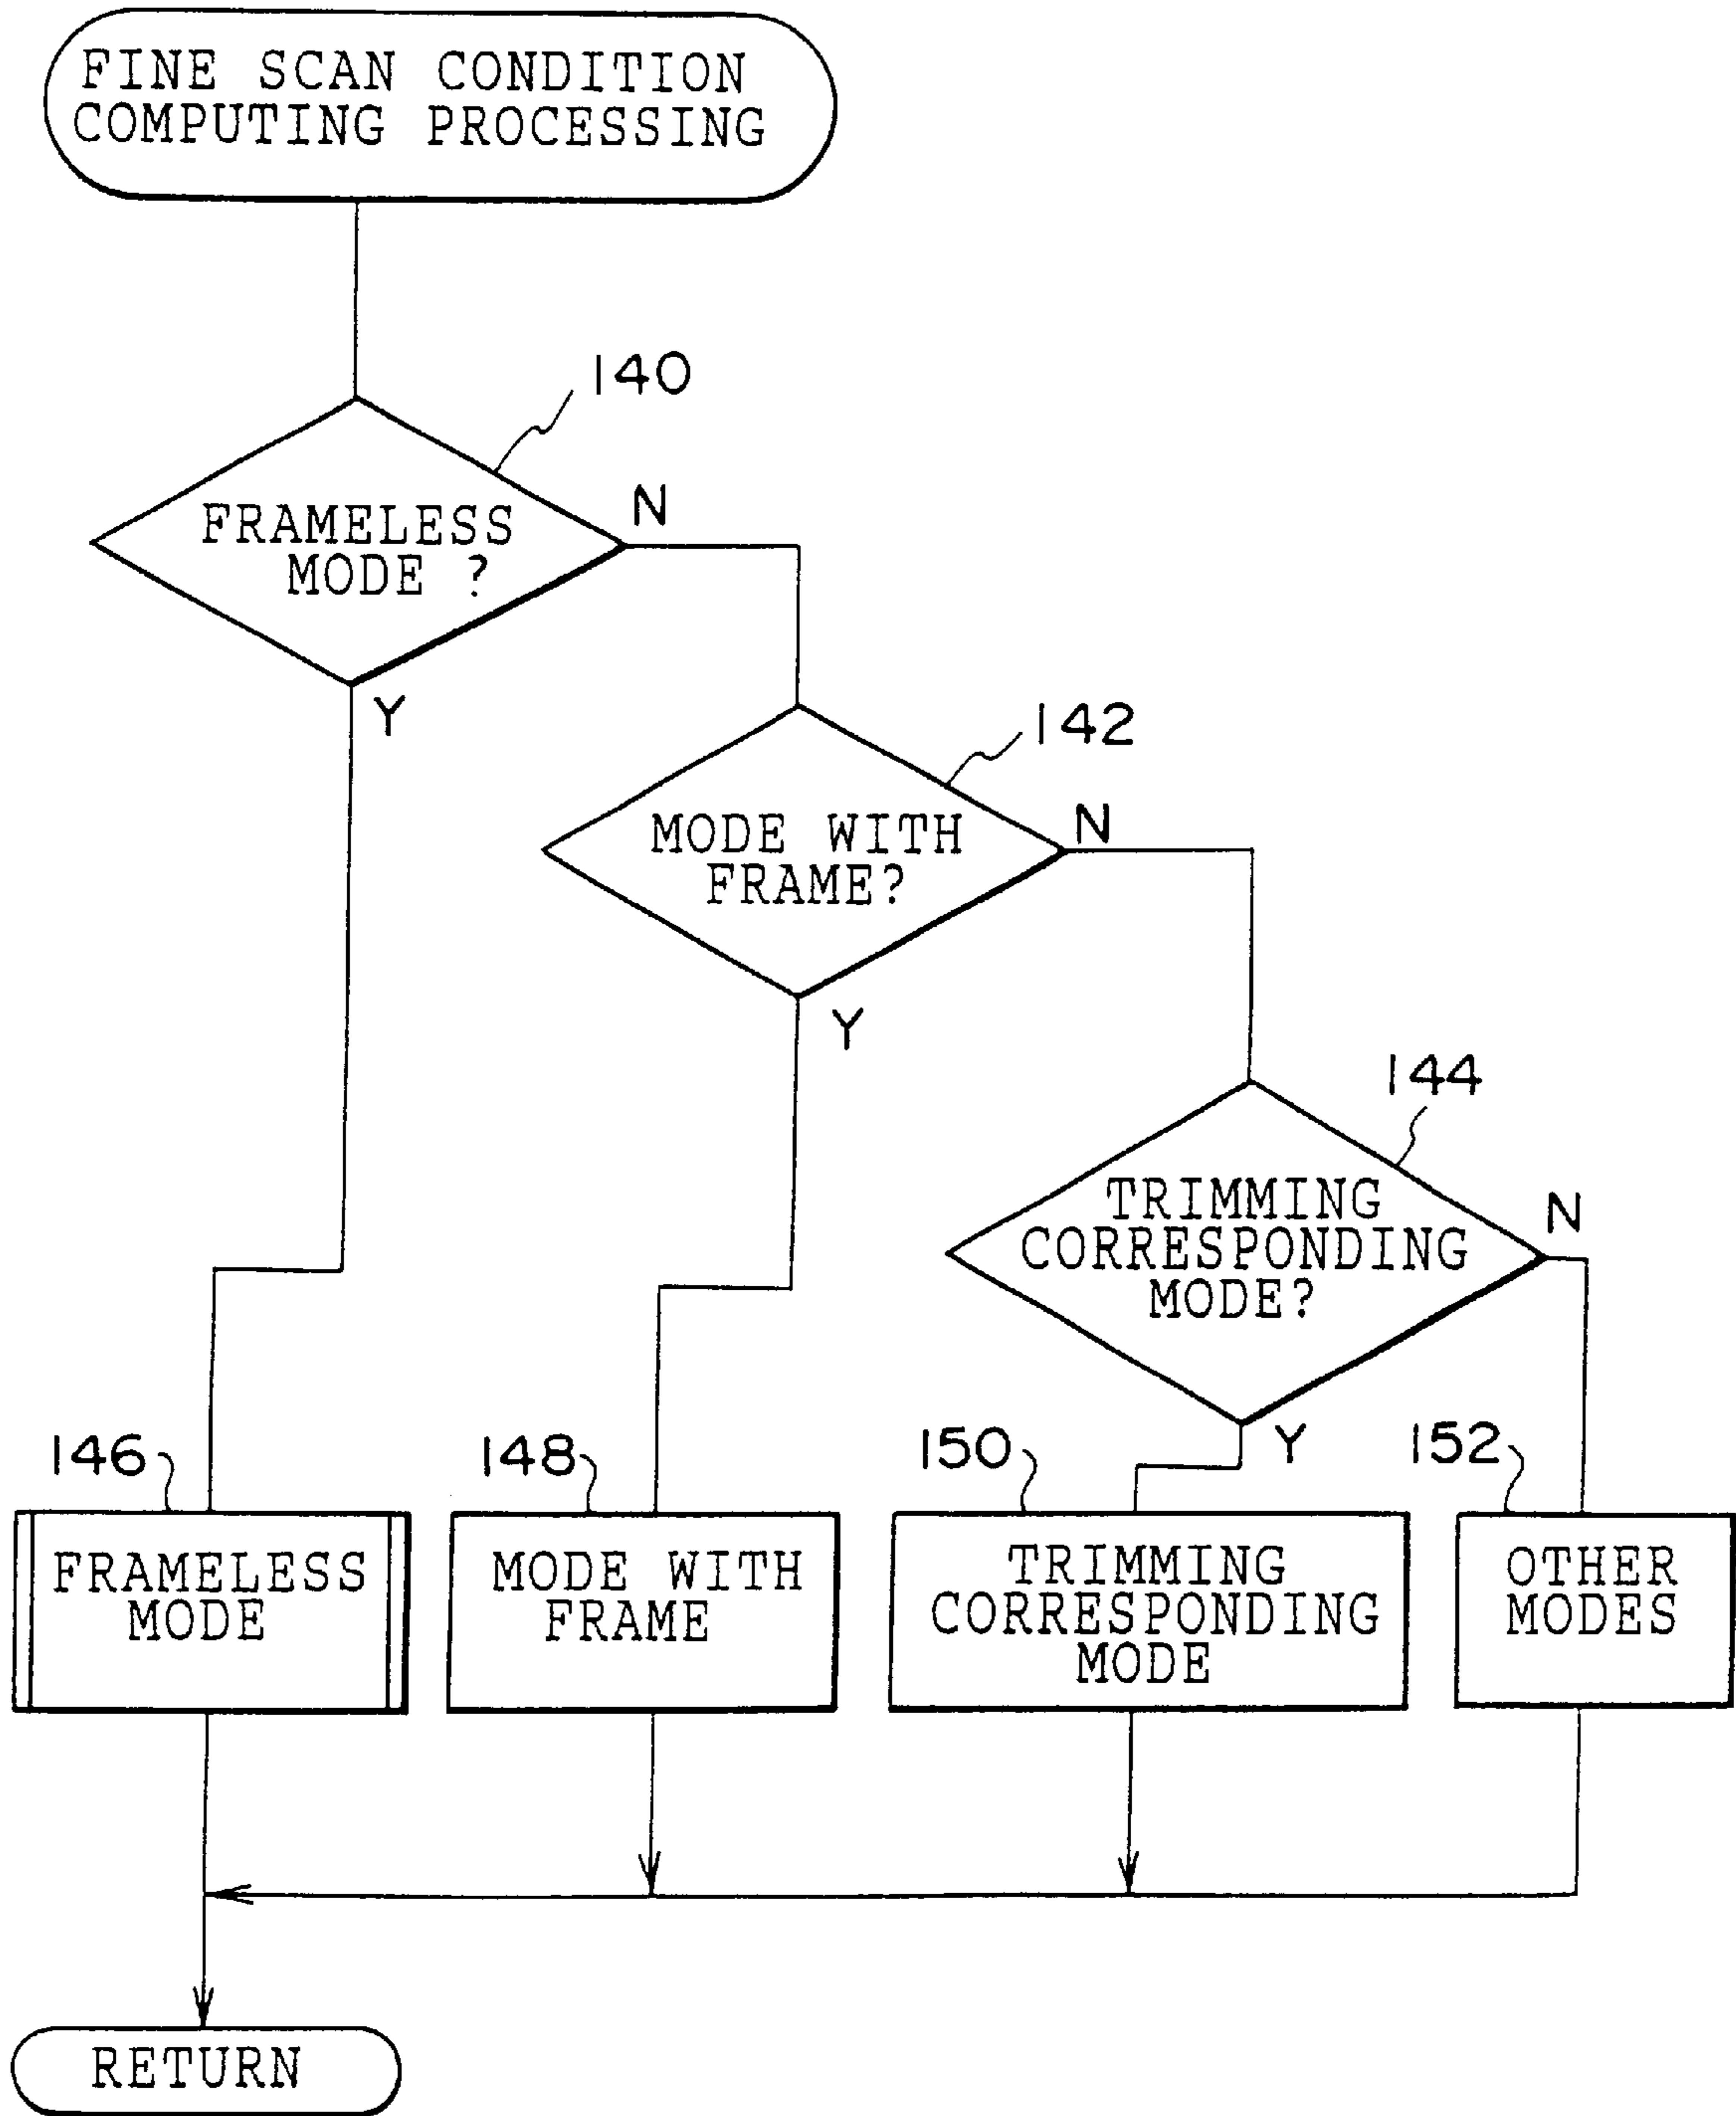 FINE SCAN CONDITION
COMPUTING PROCESSING
140
FRAMELESS
MODE ?
N
Y
142
MODE WITH
FRAME?
N
Y
144
TRIMMING
CORRESPONDING
MODE?
N
Y
146
FRAMELESS
MODE
148
MODE WITH
FRAME
150
TRIMMING
CORRESPONDING
MODE
152
OTHER
MODES
RETURN